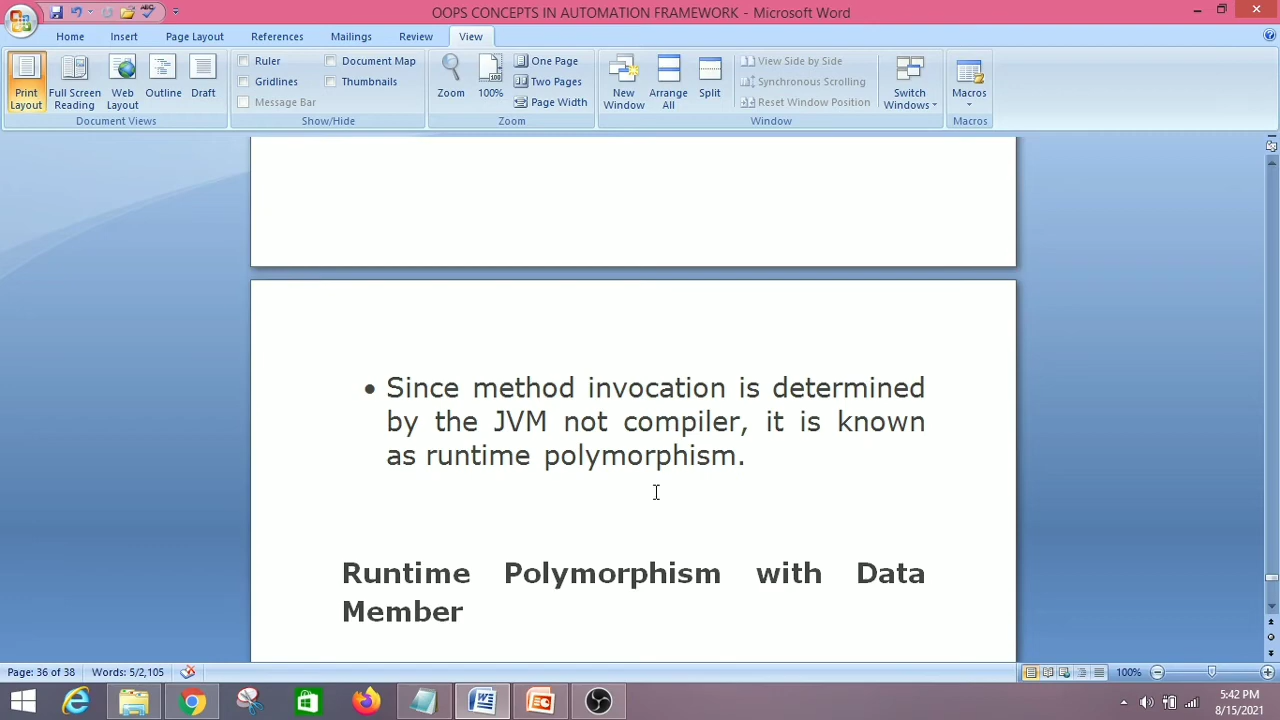 OOPS CONCEPTS IN AUTOMATION FRAMEWORK - Microsoft Word
Home Insert Page Layout References Mailings Review View
Print Layout
Full Screen Reading
Web Layout
Outline
Draft
Document Views
Ruler
Gridlines
Message Bar
Document Map
Thumbnails
Show/Hide
Zoom
100%
One Page
Two Pages
Page Width
Zoom
New Window
Arrange All
Split
View Side by Side
Synchronous Scrolling
Reset Window Position
Switch Windows
Window
Macros
Macros
• Since method invocation is determined
by the JVM not compiler, it is known
as runtime polymorphism.
Runtime Polymorphism with Data
Member
Page: 36 of 38 Words: 5/2,105 100%
5:42 PM
8/15/2021